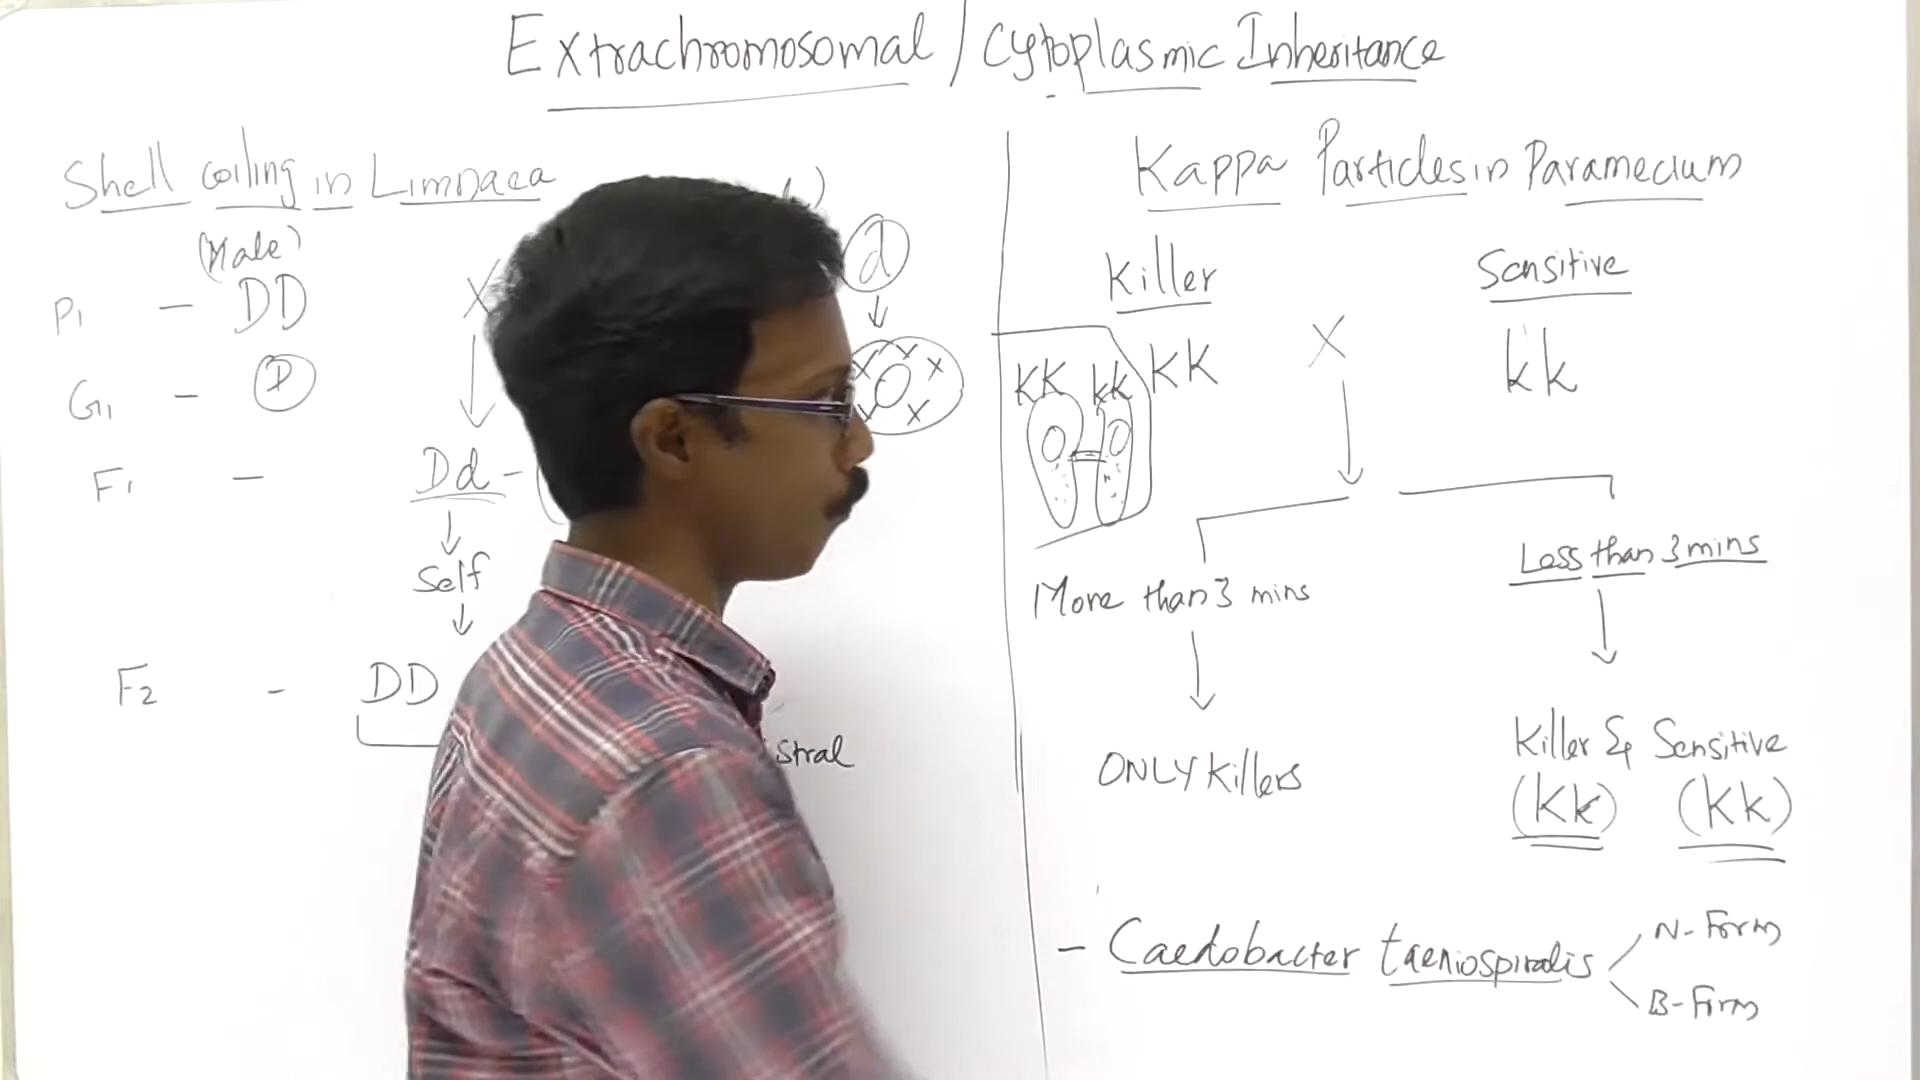 Extrachromosomal / Cytoplasmic Inheritance
Shell coiling in Limnaea
(Male)
P1 - DD X
d
G1 - D
F1 - Dd -
Self
F2 - DD
stral
Kappa Particles in Paramecium
Killer Sensitive
KK X kk
KK kk
More than 3 mins
Less than 3 mins
ONLY Killers
Killer & Sensitive
(Kk) (Kk)
- Caedobacter taeniospiralis
N-Form
B-Form